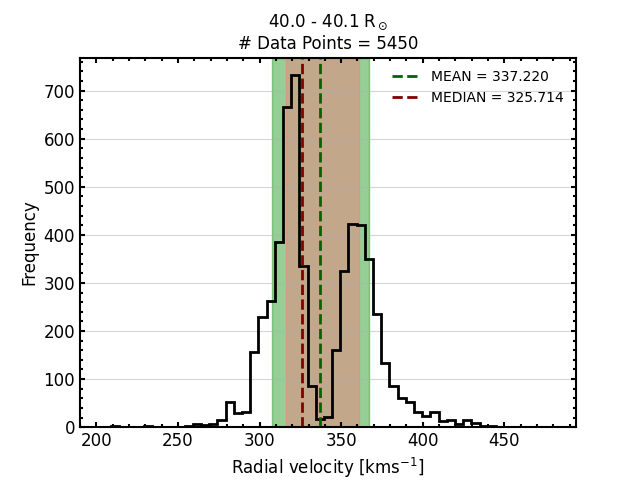 40.0 - 40.1 R⊙
# Data Points = 5450
MEAN = 337.220
MEDIAN = 325.714
700
600
500
400
300
200
100
0
Frequency
200 250 300 350 400 450
Radial velocity [kms⁻¹]